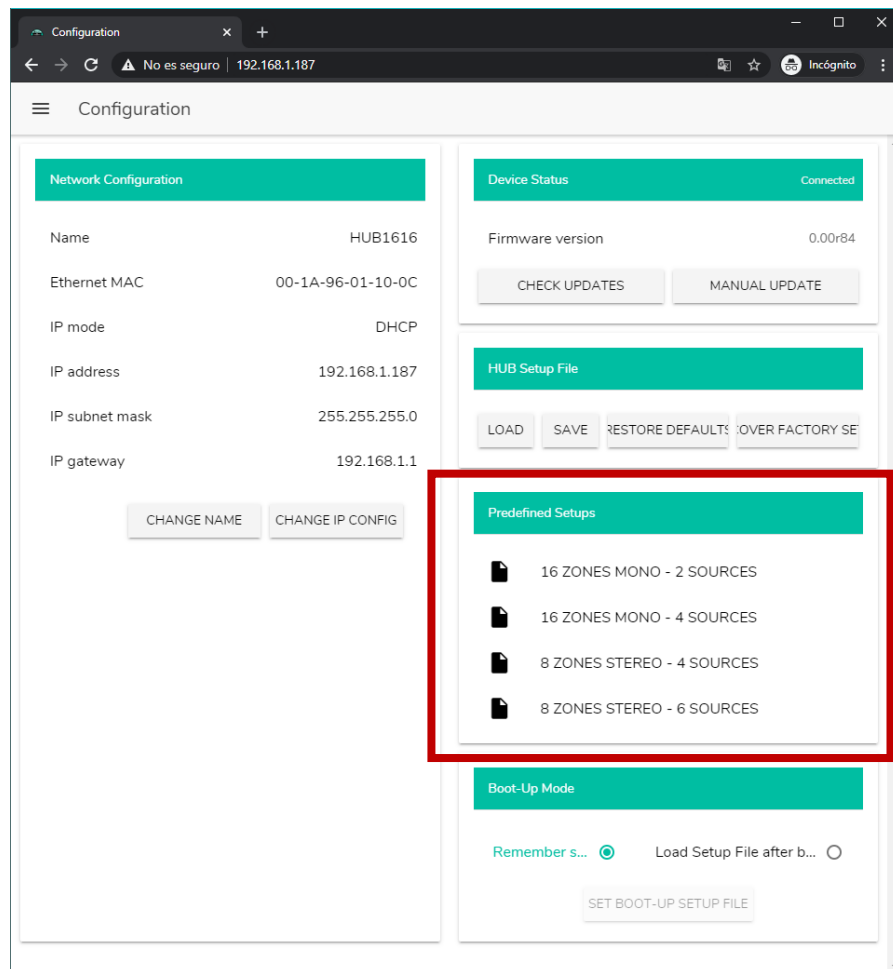 Configuration
No es seguro | 192.168.1.187
Incógnito
Configuration
Network Configuration
Name HUB1616
Ethernet MAC 00-1A-96-01-10-0C
IP mode DHCP
IP address 192.168.1.187
IP subnet mask 255.255.255.0
IP gateway 192.168.1.1
CHANGE NAME CHANGE IP CONFIG
Device Status Connected
Firmware version 0.00r84
CHECK UPDATES MANUAL UPDATE
HUB Setup File
LOAD SAVE RESTORE DEFAULTS OVER FACTORY SE
Predefined Setups
16 ZONES MONO - 2 SOURCES
16 ZONES MONO - 4 SOURCES
8 ZONES STEREO - 4 SOURCES
8 ZONES STEREO - 6 SOURCES
Boot-Up Mode
Remember s... Load Setup File after b...
SET BOOT-UP SETUP FILE